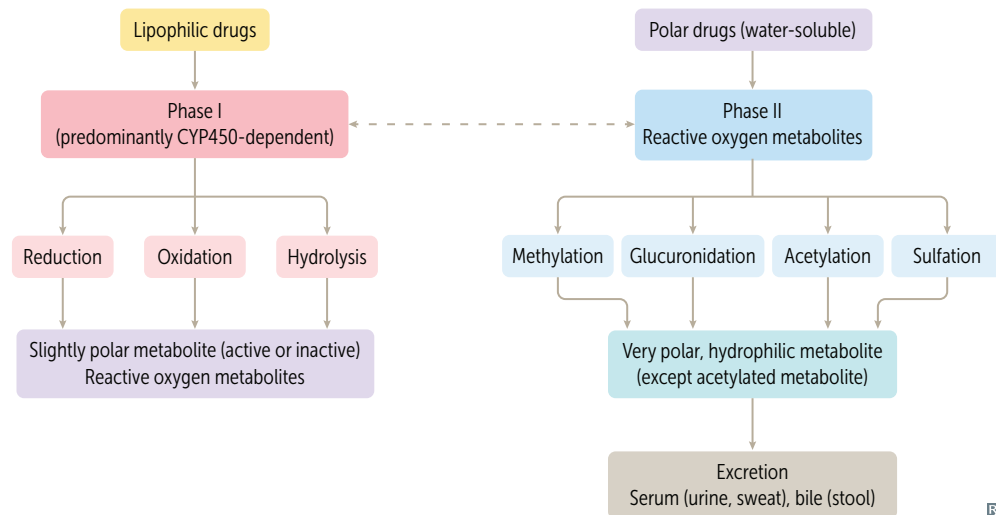 Lipophilic drugs
Polar drugs (water-soluble)
Phase I
(predominantly CYP450-dependent)
Phase II
Reactive oxygen metabolites
Reduction
Oxidation
Hydrolysis
Methylation
Glucuronidation
Acetylation
Sulfation
Slightly polar metabolite (active or inactive)
Reactive oxygen metabolites
Very polar, hydrophilic metabolite
(except acetylated metabolite)
Excretion
Serum (urine, sweat), bile (stool)